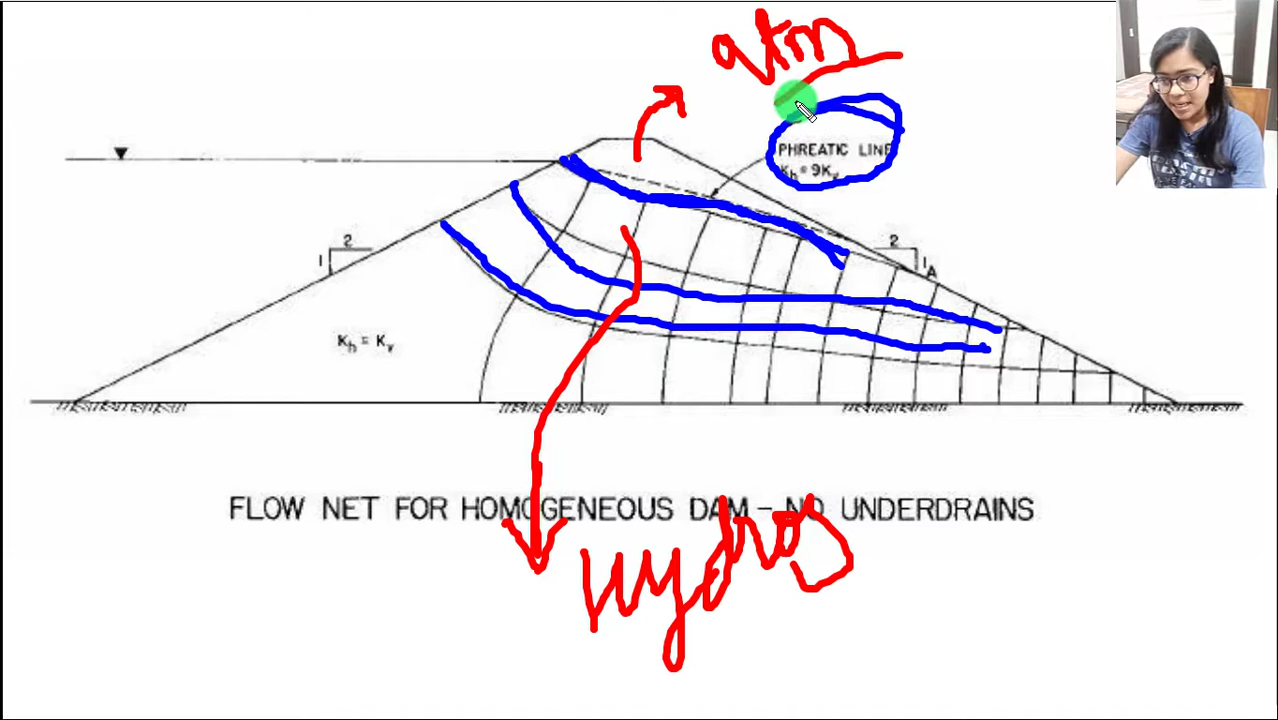 atm
PHREATIC LINE
Kh = 9Kv
2
1
2
1
A
Kh = Kv
FLOW NET FOR HOMOGENEOUS DAM - NO UNDERDRAINS
hydros